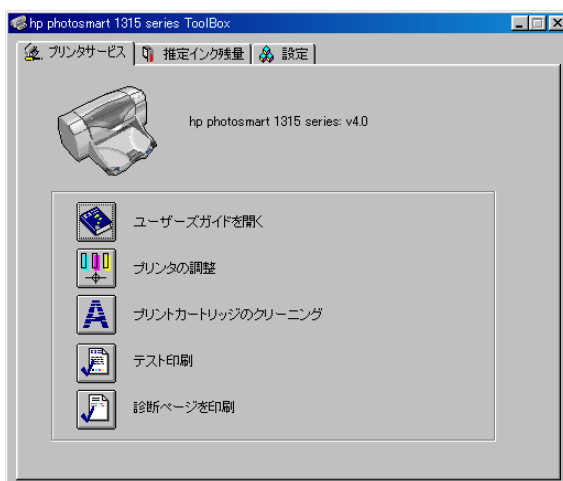 hp photosmart 1315 series ToolBox
プリンタサービス 推定インク残量 設定
hp photosmart 1315 series: v4.0
ユーザーズガイドを開く
プリンタの調整
プリントカートリッジのクリーニング
テスト印刷
診断ページを印刷